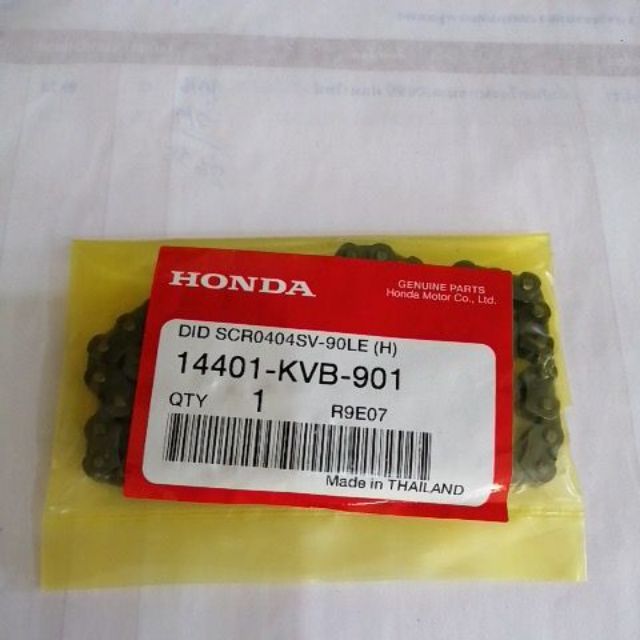 HONDA
GENUINE PARTS
Honda Motor Co., Ltd.
DID SCR0404SV-90LE (H)
14401-KVB-901
QTY 1 R9E07
Made in THAILAND